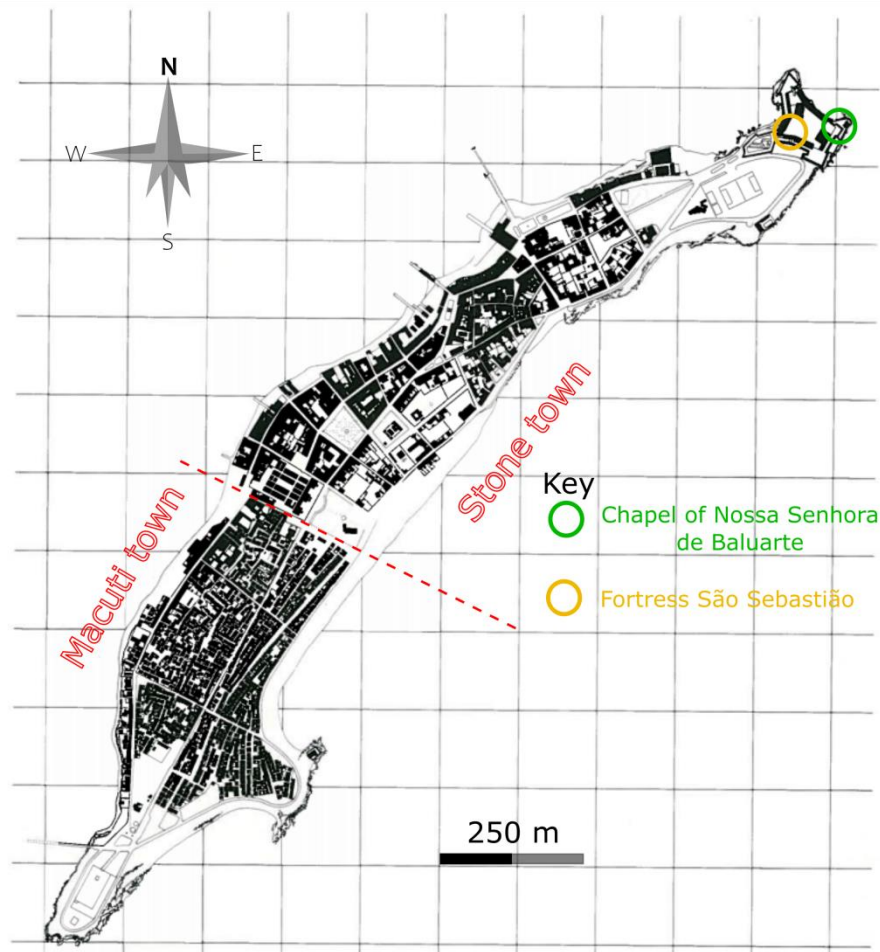 N
W E
S
Stone town
Macuti town
Key
Chapel of Nossa Senhora
de Baluarte
Fortress São Sebastião
250 m